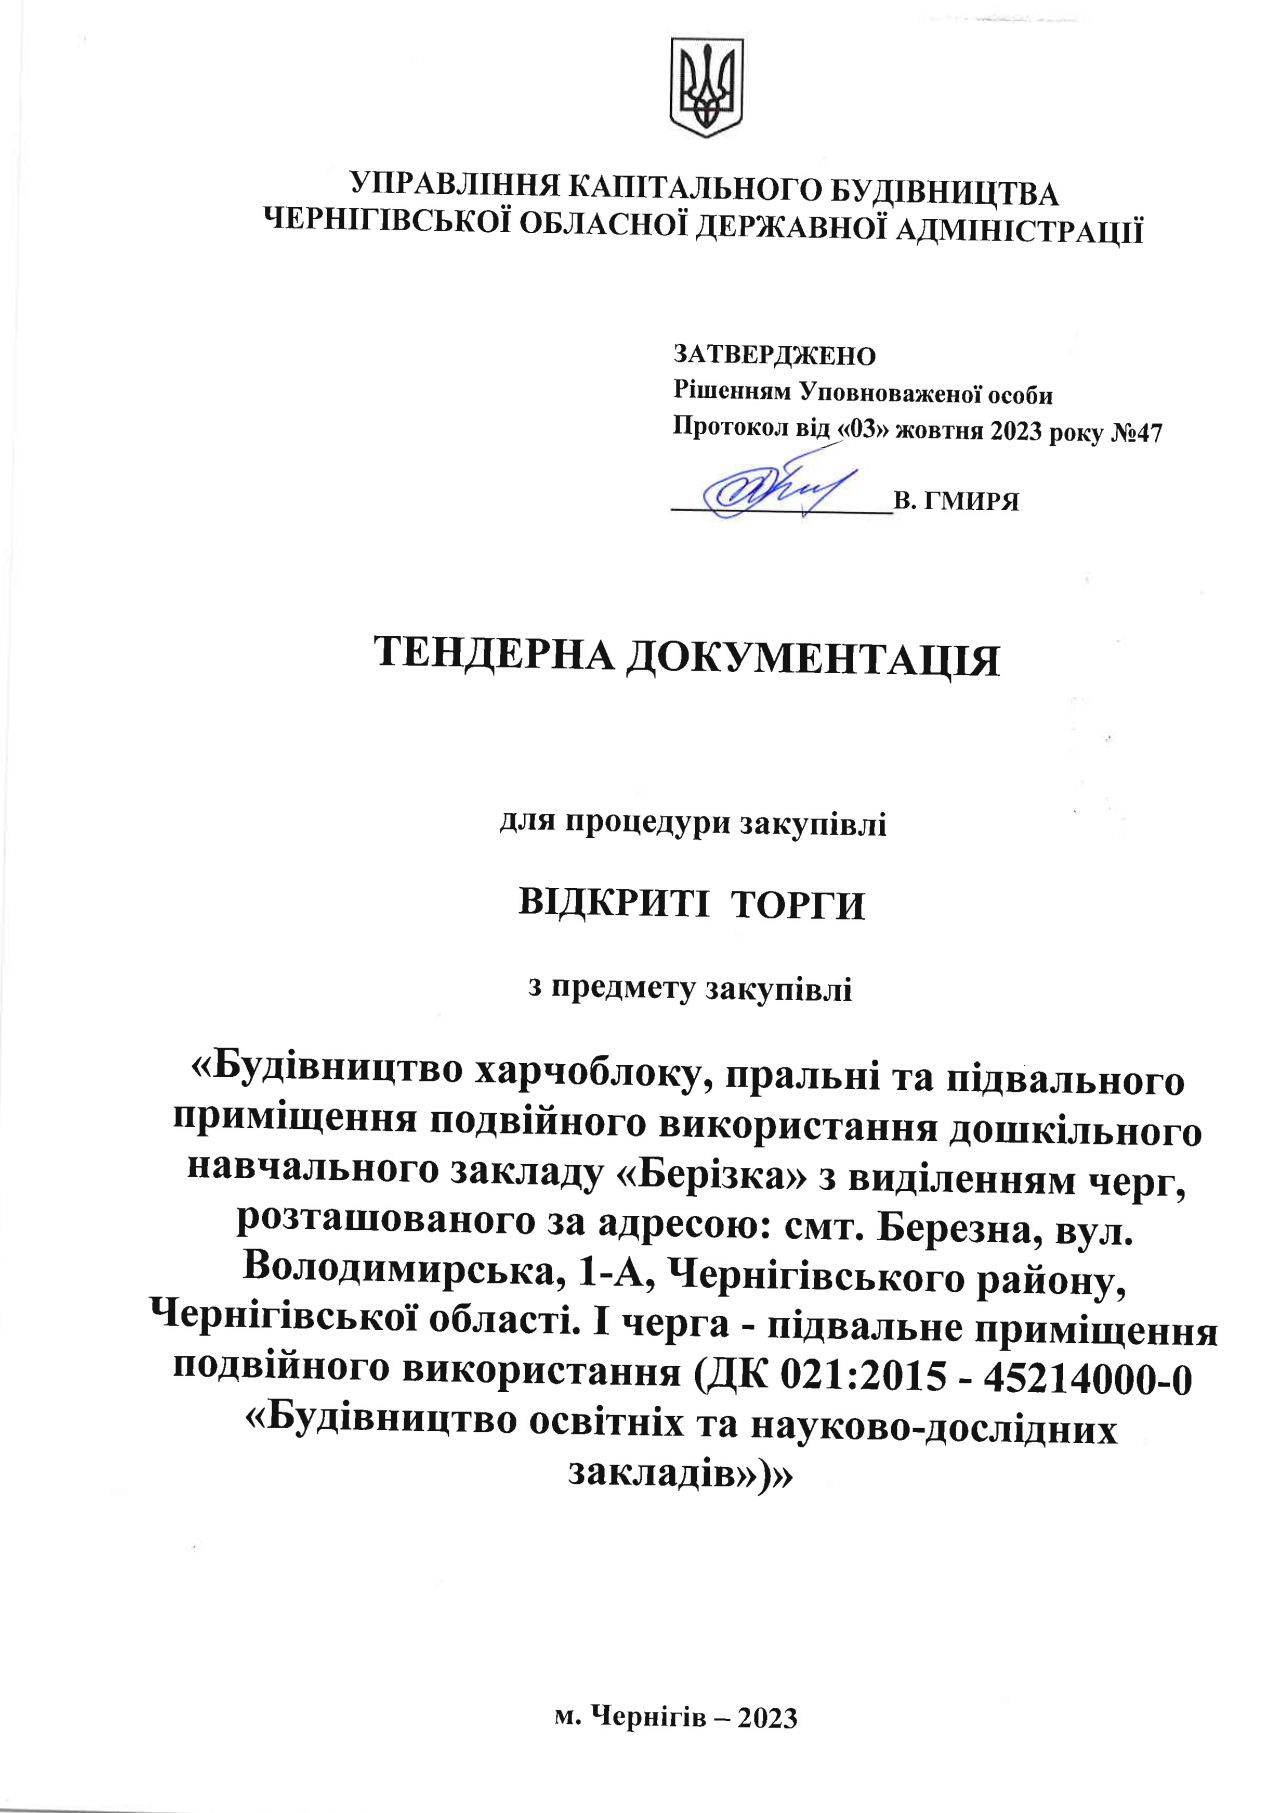 УПРАВЛІННЯ КАПІТАЛЬНОГО БУДІВНИЦТВА
ЧЕРНІГІВСЬКОЇ ОБЛАСНОЇ ДЕРЖАВНОЇ АДМІНІСТРАЦІЇ
ЗАТВЕРДЖЕНО
Рішенням Уповноваженої особи
Протокол від «03» жовтня 2023 року №47
В. ГМИРЯ
ТЕНДЕРНА ДОКУМЕНТАЦІЯ
для процедури закупівлі
ВІДКРИТІ ТОРГИ
з предмету закупівлі
«Будівництво харчоблоку, пральні та підвального
приміщення подвійного використання дошкільного
навчального закладу «Берізка» з виділенням черг,
розташованого за адресою: смт. Березна, вул.
Володимирська, 1-А, Чернігівського району,
Чернігівської області. І черга - підвальне приміщення
подвійного використання (ДК 021:2015 - 45214000-0
«Будівництво освітніх та науково-дослідних
закладів»)»
м. Чернігів – 2023